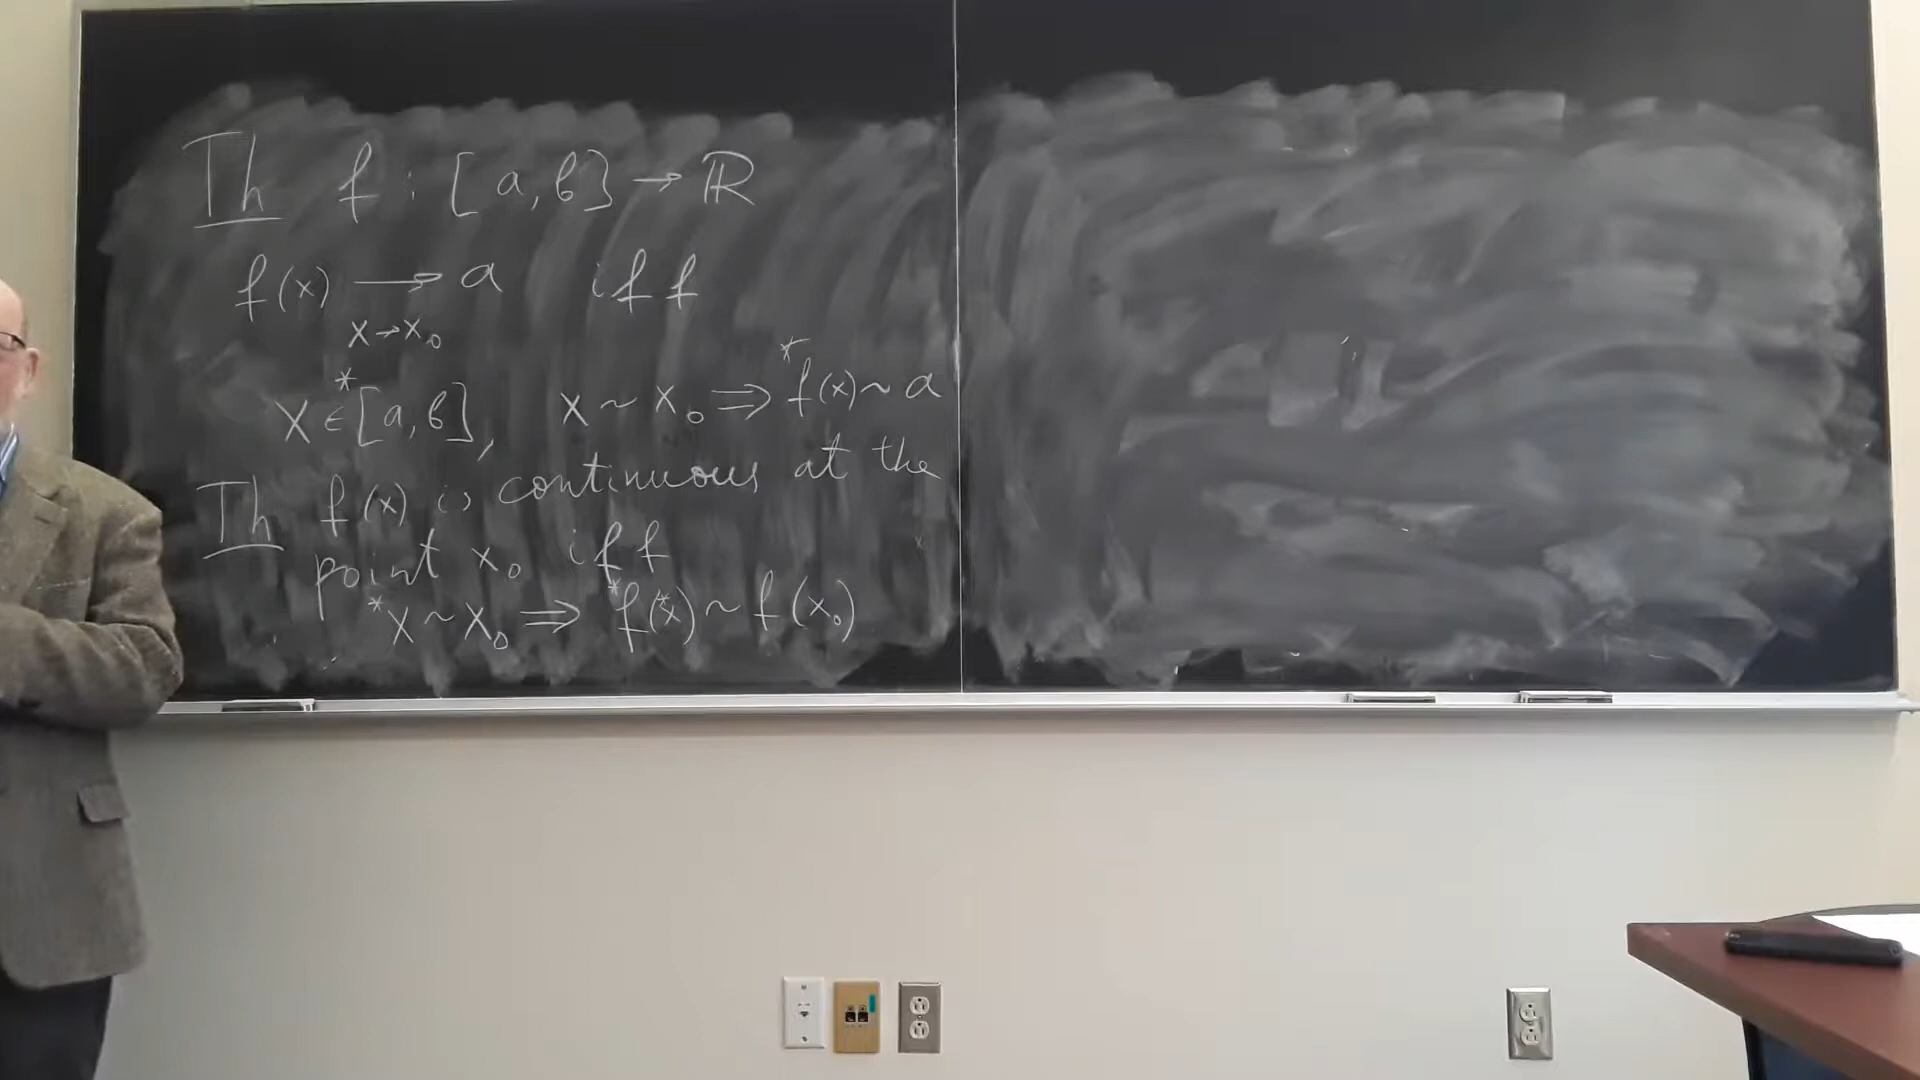 Th f : [a, b] → ℝ
f(x) → a iff
x→x₀
x ∈ *[a, b], x ~ x₀ ⇒ *f(x) ~ a
Th f(x) is continuous at the
point x₀ iff
*x ~ x₀ ⇒ *f(*x) ~ f(x₀)